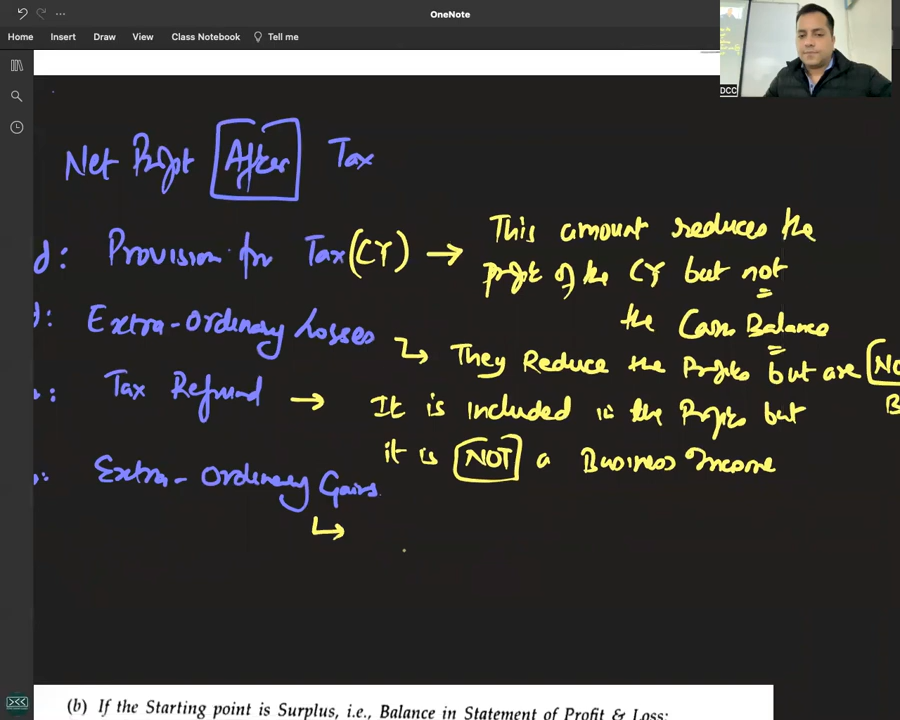 OneNote
Home Insert Draw View Class Notebook Tell me
DCC
Net Profit After Tax
d: Provision for Tax (CY) → This amount reduces the
profit of the CY but not
the Cash Balance
d: Extra-ordinary Losses
↳ They Reduce the Profits but are NO
B
Tax Refund → It is included in the Profits but
it is NOT a Business Income
Extra-Ordinary Gains.
(b) If the Starting point is Surplus, i.e., Balance in Statement of Profit & Loss: